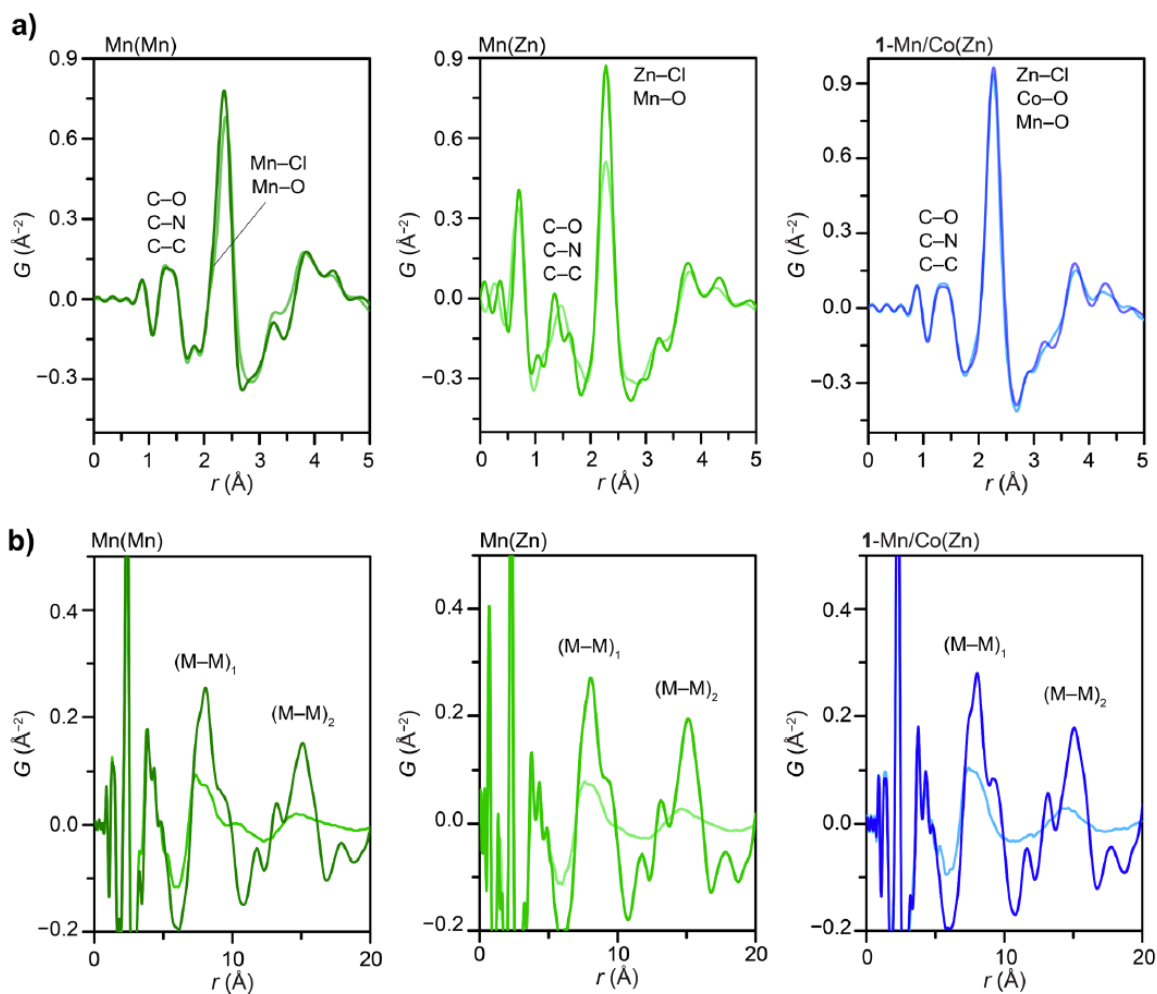 a)
Mn(Mn)
Mn(Zn)
1-Mn/Co(Zn)
0.9
0.6
0.3
0.0
−0.3
G (Å⁻²)
C–O
C–N
C–C
Mn–Cl
Mn–O
0 1 2 3 4 5
r (Å)
0.9
0.6
0.3
0.0
−0.3
G (Å⁻²)
C–O
C–N
C–C
Zn–Cl
Mn–O
0 1 2 3 4 5
r (Å)
0.9
0.6
0.3
0.0
−0.3
G (Å⁻²)
C–O
C–N
C–C
Zn–Cl
Co–O
Mn–O
0 1 2 3 4 5
r (Å)
b)
Mn(Mn)
Mn(Zn)
1-Mn/Co(Zn)
0.4
0.2
0.0
−0.2
G (Å⁻²)
(M–M)₁
(M–M)₂
0 10 20
r (Å)
0.4
0.2
0.0
−0.2
G (Å⁻²)
(M–M)₁
(M–M)₂
0 10 20
r (Å)
0.4
0.2
0.0
−0.2
G (Å⁻²)
(M–M)₁
(M–M)₂
0 10 20
r (Å)